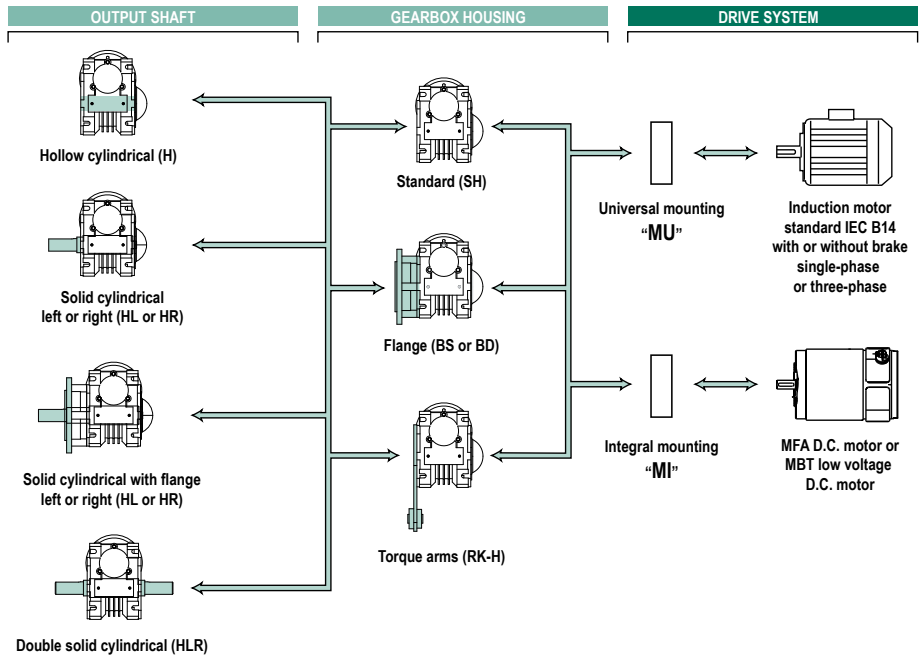 OUTPUT SHAFT
GEARBOX HOUSING
DRIVE SYSTEM
Hollow cylindrical (H)
Solid cylindrical
left or right (HL or HR)
Solid cylindrical with flange
left or right (HL or HR)
Double solid cylindrical (HLR)
Standard (SH)
Flange (BS or BD)
Torque arms (RK-H)
Universal mounting
“MU”
Integral mounting
“MI”
Induction motor
standard IEC B14
with or without brake
single-phase
or three-phase
MFA D.C. motor or
MBT low voltage
D.C. motor